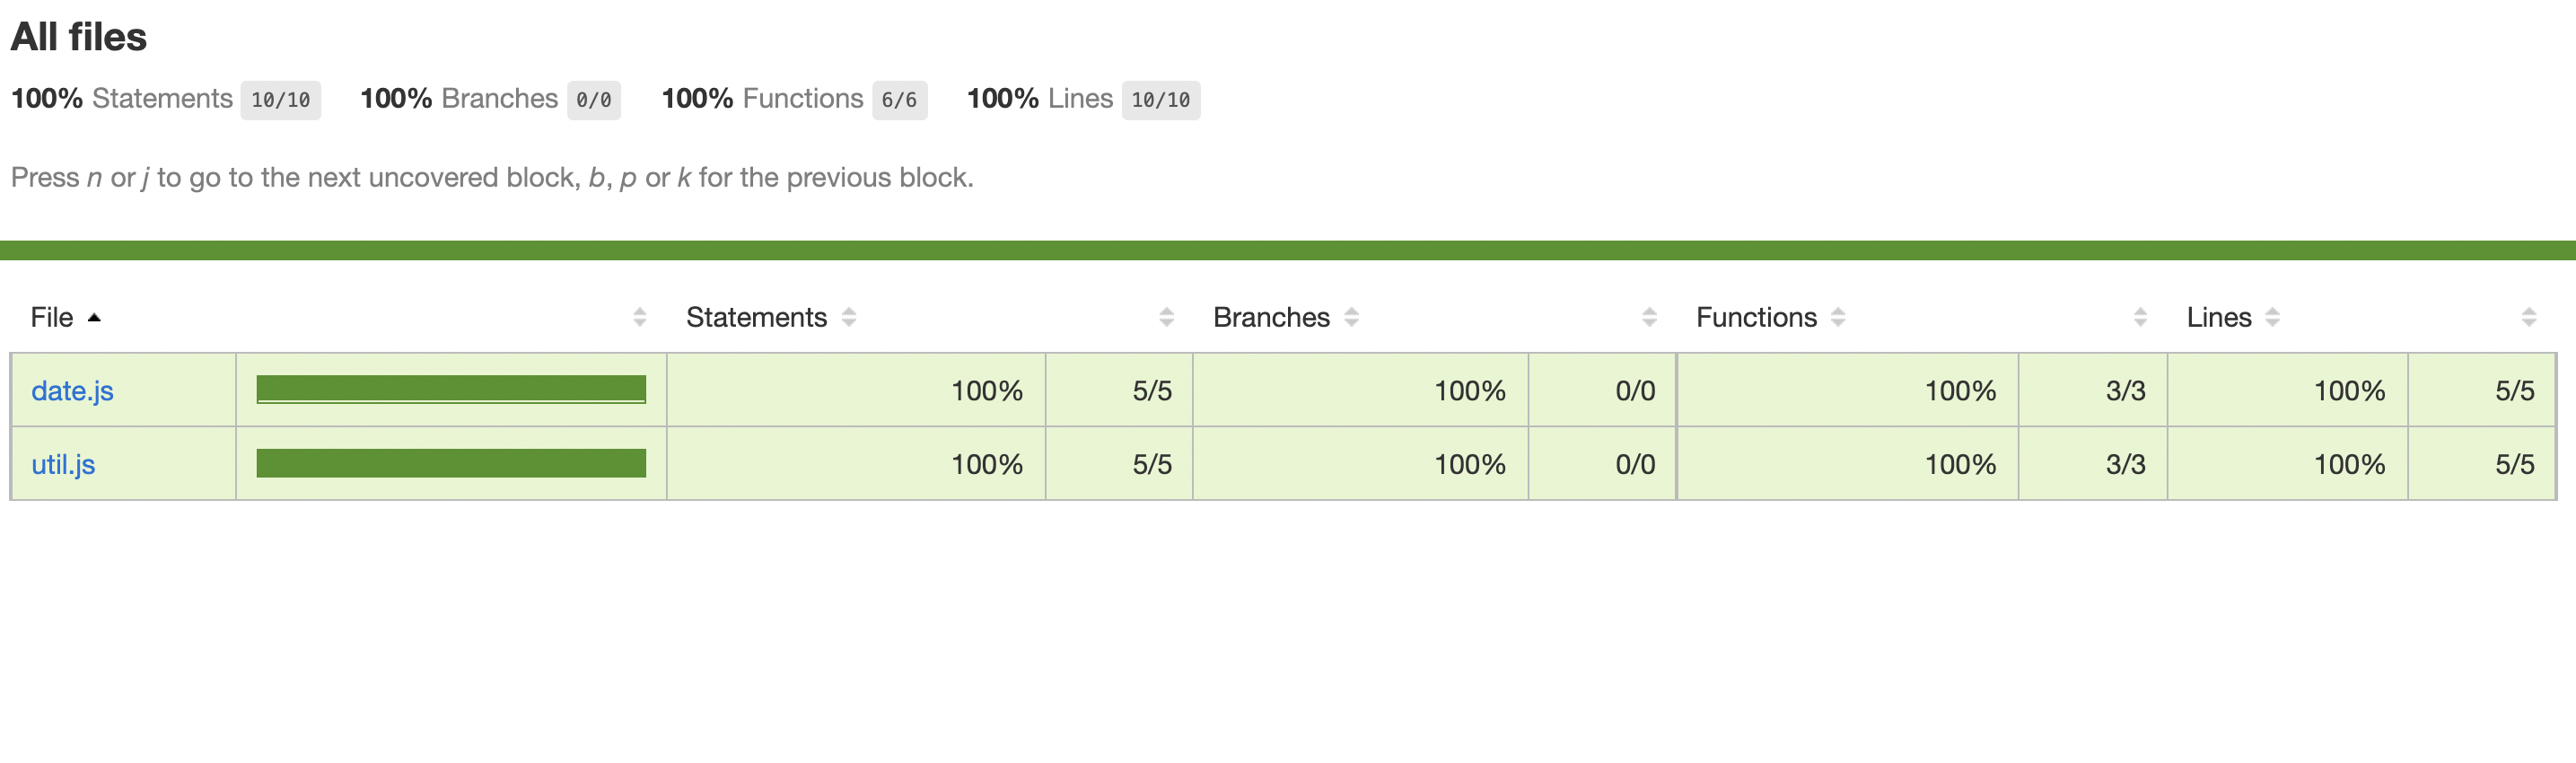 All files
100% Statements 10/10 100% Branches 0/0 100% Functions 6/6 100% Lines 10/10
Press n or j to go to the next uncovered block, b, p or k for the previous block.
File Statements Branches Functions Lines
date.js 100% 5/5 100% 0/0 100% 3/3 100% 5/5
util.js 100% 5/5 100% 0/0 100% 3/3 100% 5/5